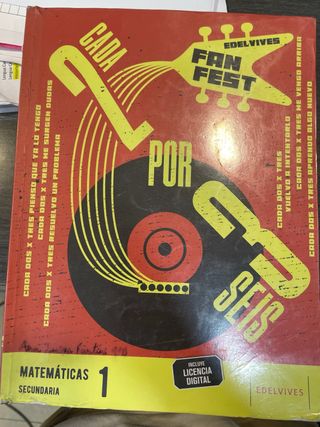 EDELVIVES
FAN
FEST
CADA
2
POR
3
SEIS
CADA DOS X TRES PIENSO QUE YA LO TENGO
CADA DOS X TRES ME SURGEN DUDAS
CADA DOS X TRES RESUELVO UN PROBLEMA
CADA DOS X TRES
VUELVO A INTENTARLO
CADA DOS X TRES ME VENGO ARRIBA
CADA DOS X TRES APRENDO ALGO NUEVO
MATEMÁTICAS 1
SECUNDARIA
INCLUYE
LICENCIA
DIGITAL
EDELVIVES